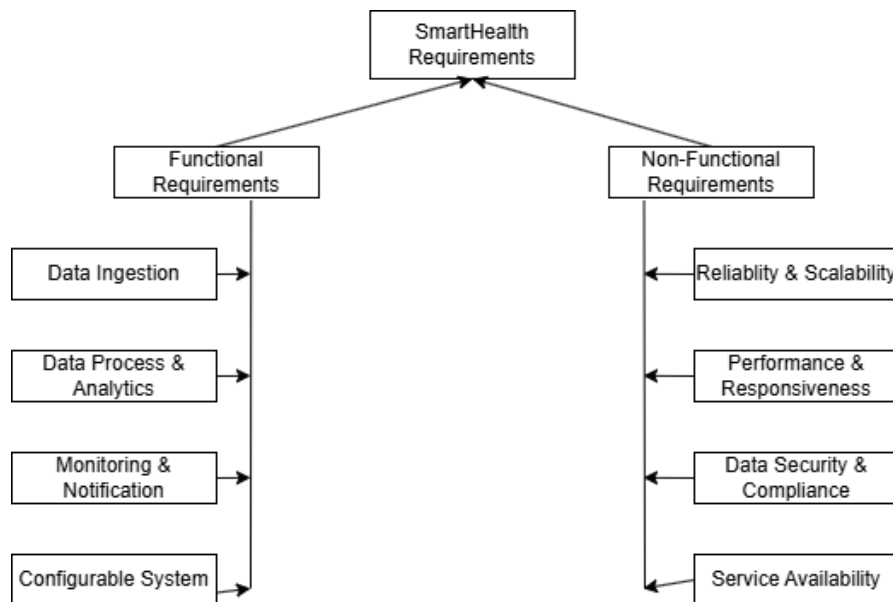 SmartHealth
Requirements
Functional
Requirements
Non-Functional
Requirements
Data Ingestion
Reliablity & Scalability
Data Process &
Analytics
Performance &
Responsiveness
Monitoring &
Notification
Data Security &
Compliance
Configurable System
Service Availability